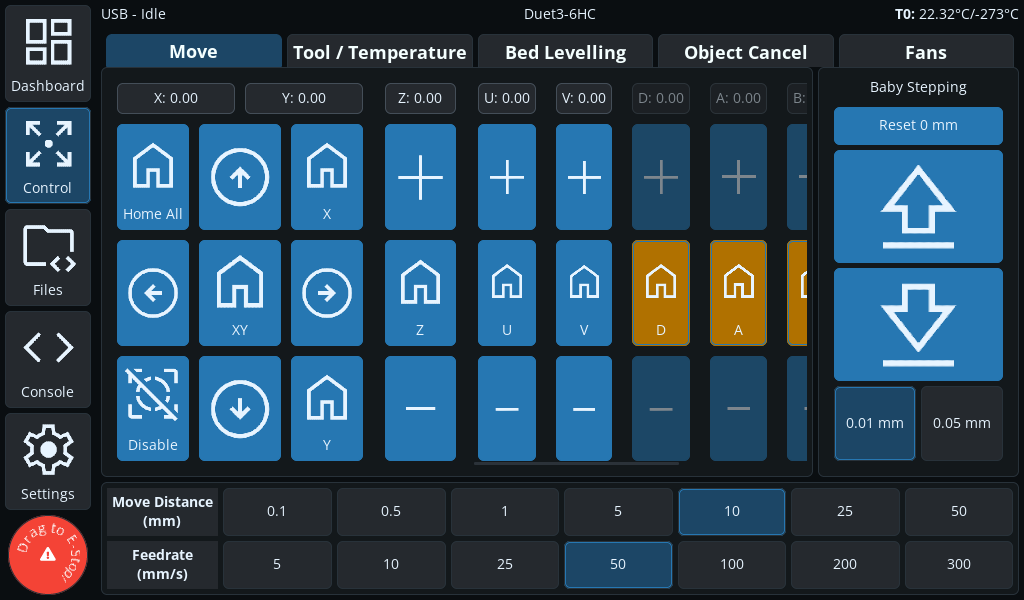 USB - Idle
Duet3-6HC
T0: 22.32°C/-273°C
Dashboard
Control
Files
Console
Settings
Drag to E-Stop!
Move
Tool / Temperature
Bed Levelling
Object Cancel
Fans
X: 0.00
Y: 0.00
Z: 0.00
U: 0.00
V: 0.00
D: 0.00
A: 0.00
B:
Home All
X
XY
Z
U
V
D
A
Disable
Y
Baby Stepping
Reset 0 mm
0.01 mm
0.05 mm
Move Distance
(mm)
0.1
0.5
1
5
10
25
50
Feedrate
(mm/s)
5
10
25
50
100
200
300